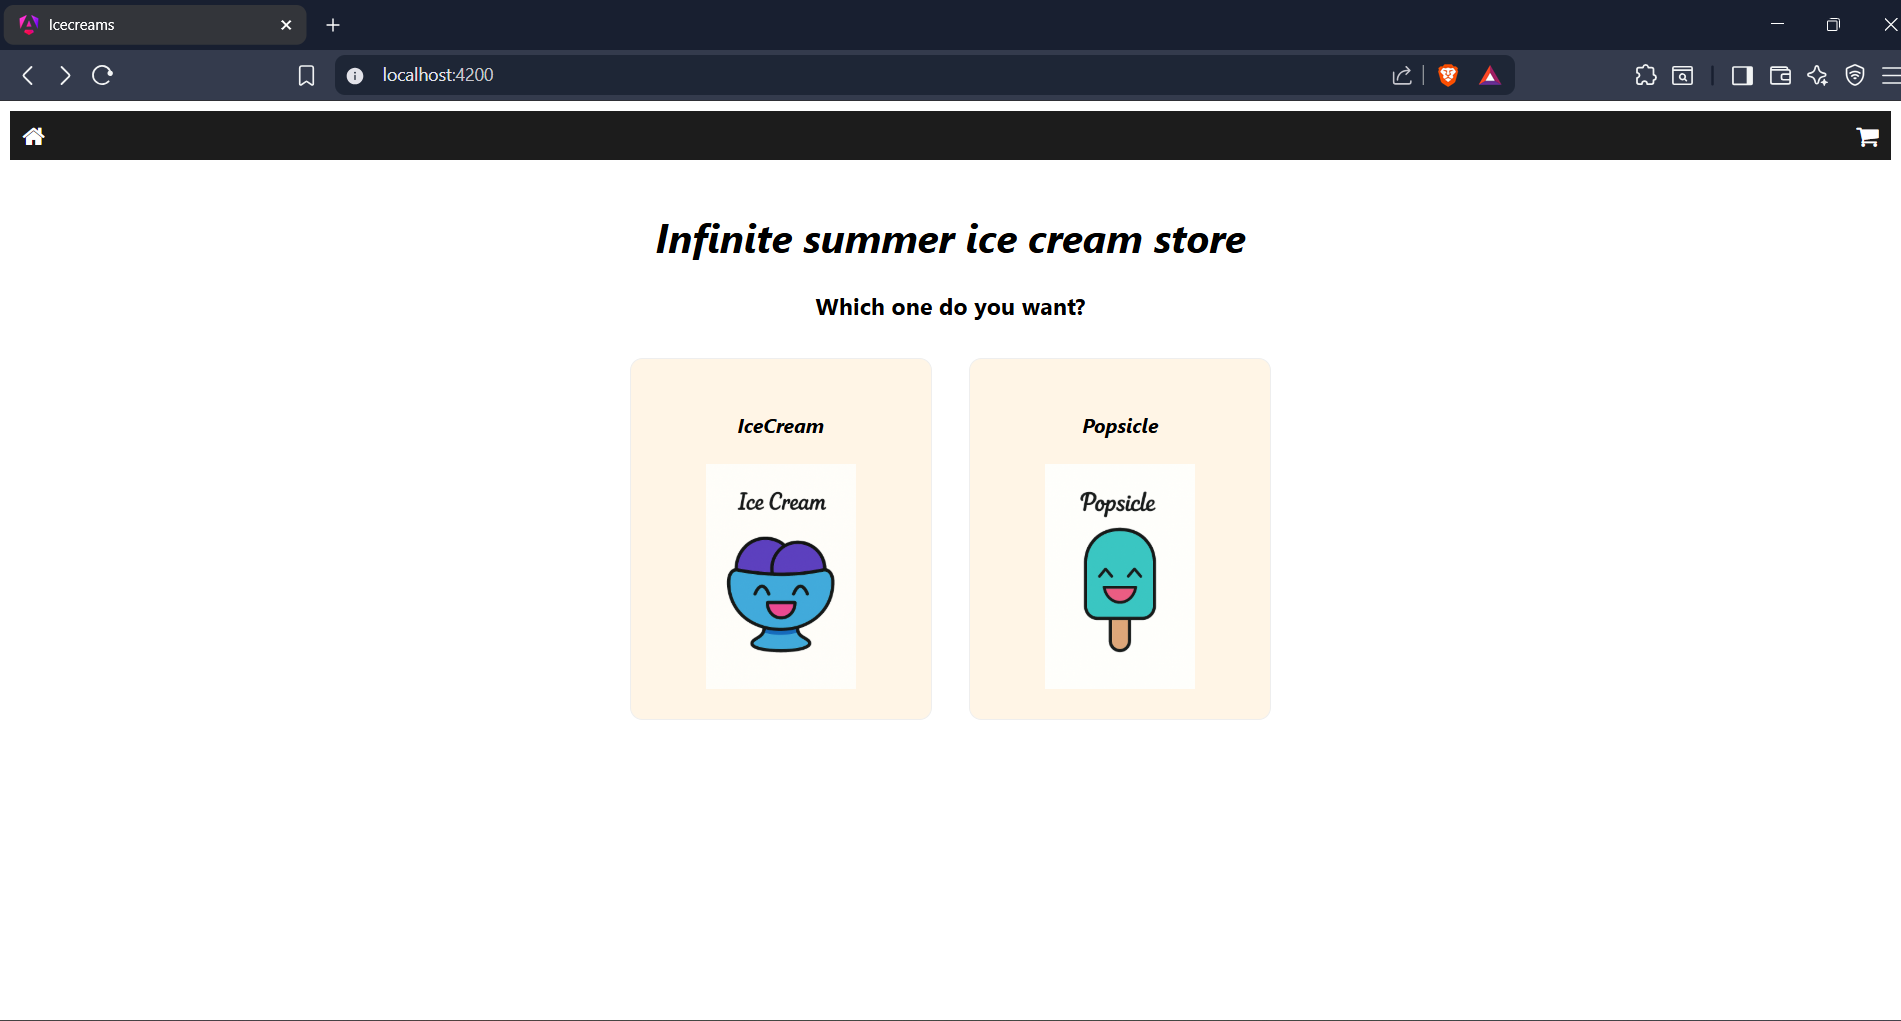 Icecreams
localhost:4200
Infinite summer ice cream store
Which one do you want?
IceCream
Ice Cream
Popsicle
Popsicle